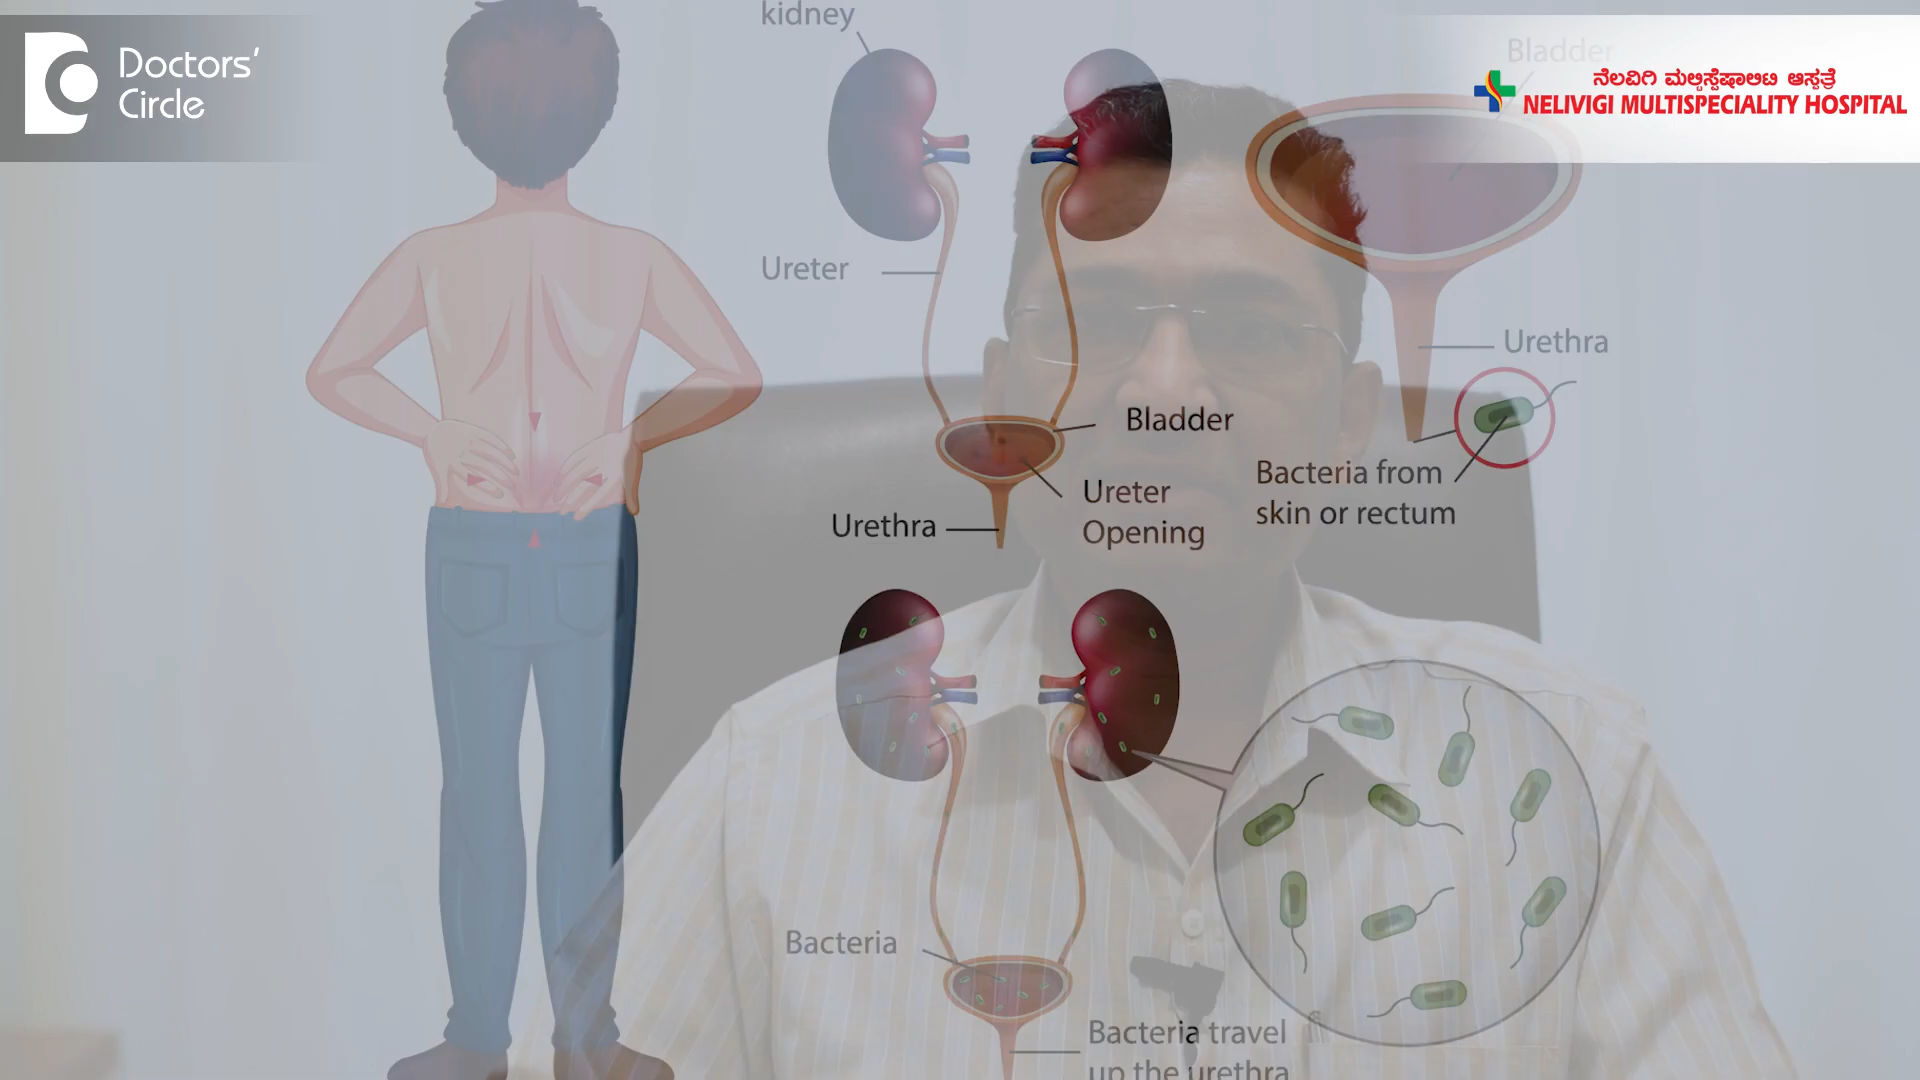 Doctors'
Circle
kidney
Bladder
ನೆಲವಿಗಿ ಮಲ್ಟಿಸ್ಪೆಷಾಲಿಟಿ ಆಸ್ಪತ್ರೆ
NELIVIGI MULTISPECIALITY HOSPITAL
Ureter
Urethra
Bladder
Bacteria from
skin or rectum
Ureter
Opening
Urethra
Bacteria
Bacteria travel
up the urethra